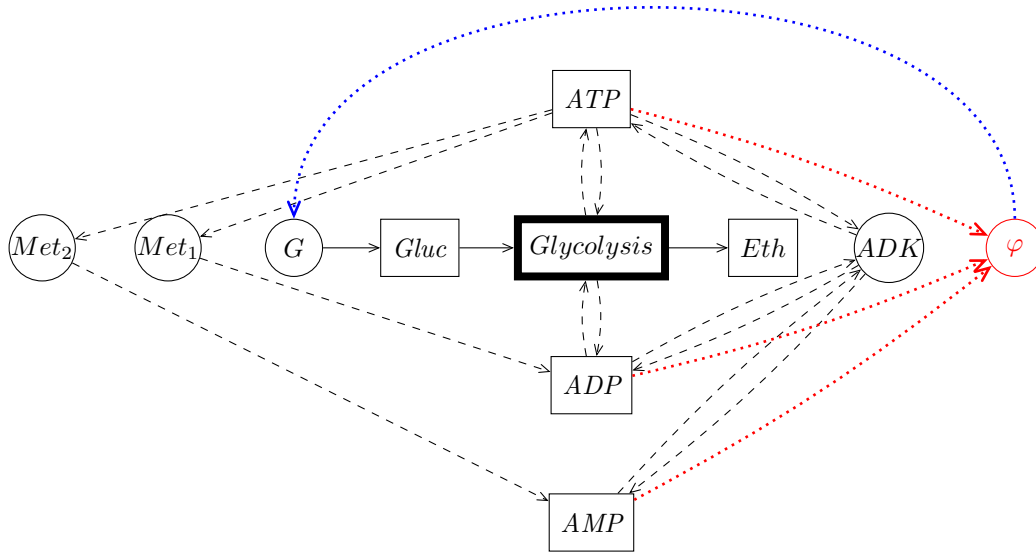 ATP
Met₂ Met₁ G Gluc Glycolysis Eth ADK φ
ADP
AMP